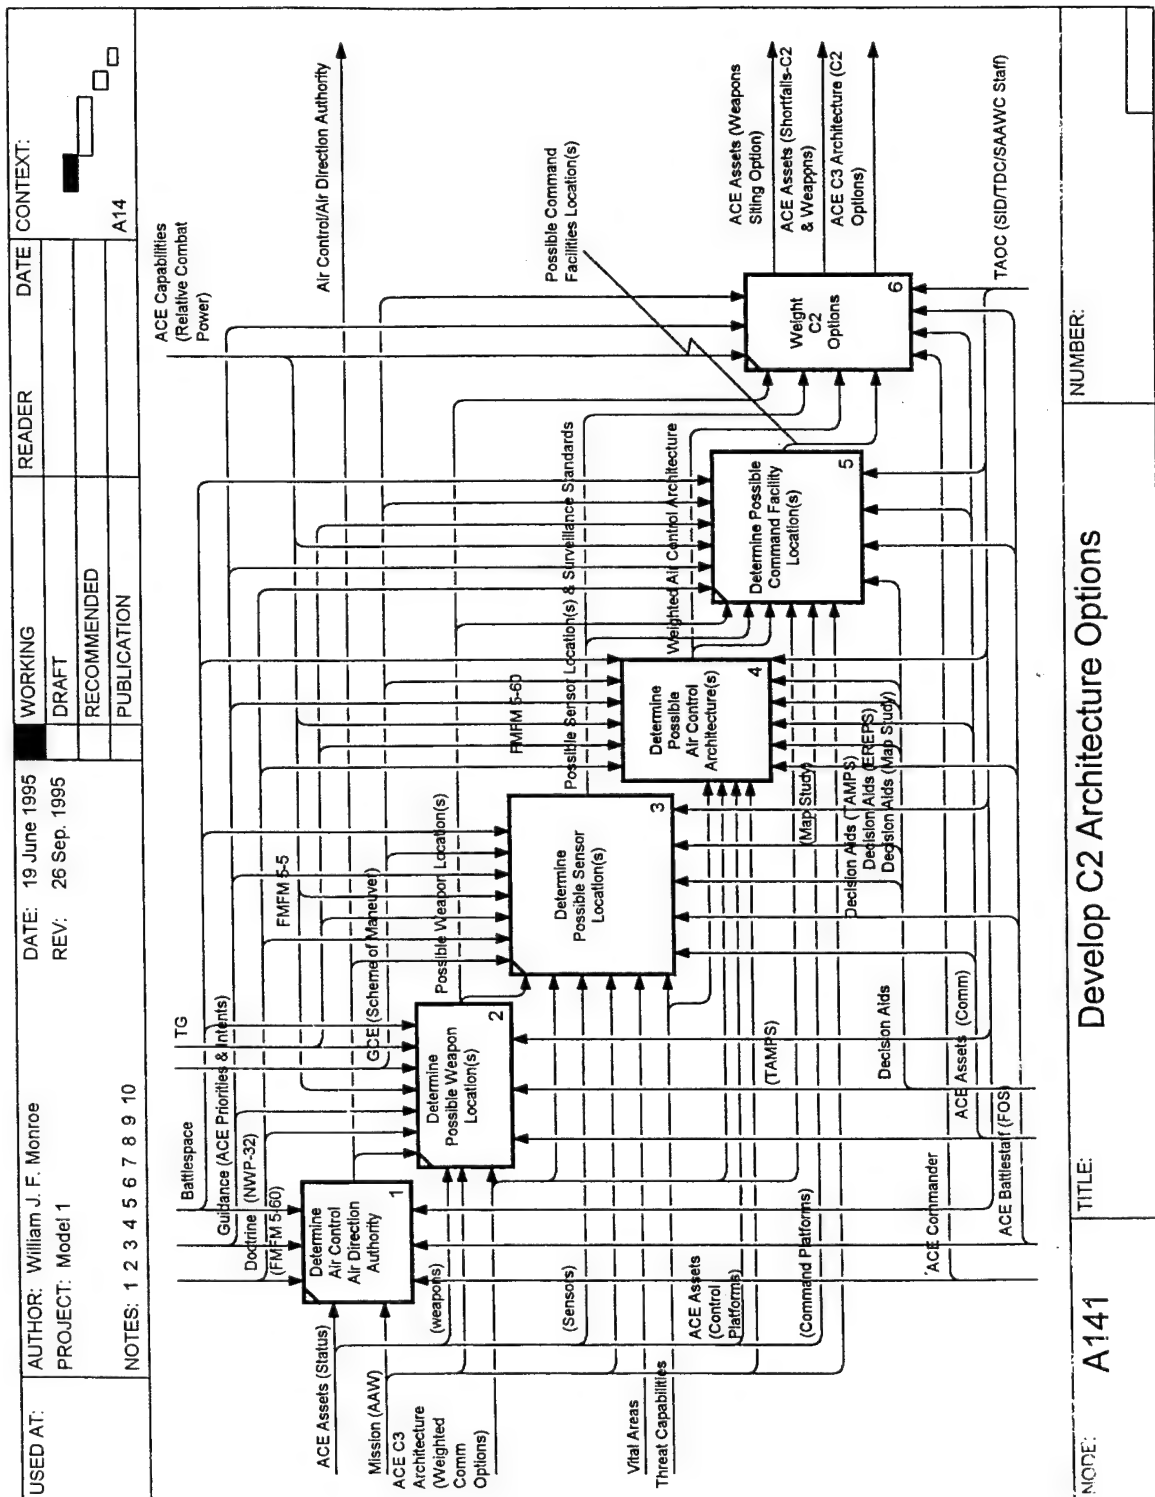 USED AT:
AUTHOR: William J. F. Monroe
PROJECT: Model 1
NOTES: 1 2 3 4 5 6 7 8 9 10
DATE: 19 June 1995
REV: 26 Sep. 1995
WORKING
DRAFT
RECOMMENDED
PUBLICATION
READER
DATE
CONTEXT:
A14
Battlespace
TG
Guidance (ACE Priorities & Intents)
Doctrine (NWP-32)
(FMFM 5-60)
FMFM 5-5
GCE (Scheme of Maneuver)
FMFM 5-60
ACE Capabilities
(Relative Combat
Power)
Air Control/Air Direction Authority
ACE Assets (Status)
Mission (AAW)
ACE C3
Architecture
(Weighted
Comm
Options)
Vital Areas
Threat Capabilities
(weapons)
(Sensors)
ACE Assets
(Control
Platforms)
(Command Platforms)
Determine
Air Control
Air Direction
Authority
1
Determine
Possible Weapon
Location(s)
2
Possible Weapon Location(s)
Determine
Possible Sensor
Location(s)
3
Possible Sensor Location(s) & Surveillance Standards
Determine
Possible
Air Control
Architecture(s)
4
Weighted Air Control Architecture
Determine Possible
Command Facility
Location(s)
5
Possible Command
Facilities Location(s)
Weight
C2
Options
6
ACE Assets (Weapons
Siting Option)
ACE Assets (Shortfalls-C2
& Weappns)
ACE C3 Architecture (C2
Options)
(TAMPS)
(Map Study)
Decision Aids (TAMPS)
Decision Aids (EREPS)
Decision Aids (Map Study)
Decision Aids
ACE Assets (Comm)
ACE Commander
ACE Battlestaff (FOS)
TAOC (SID/TDC/SAAWC Staff)
NODE:
A141
TITLE:
Develop C2 Architecture Options
NUMBER: